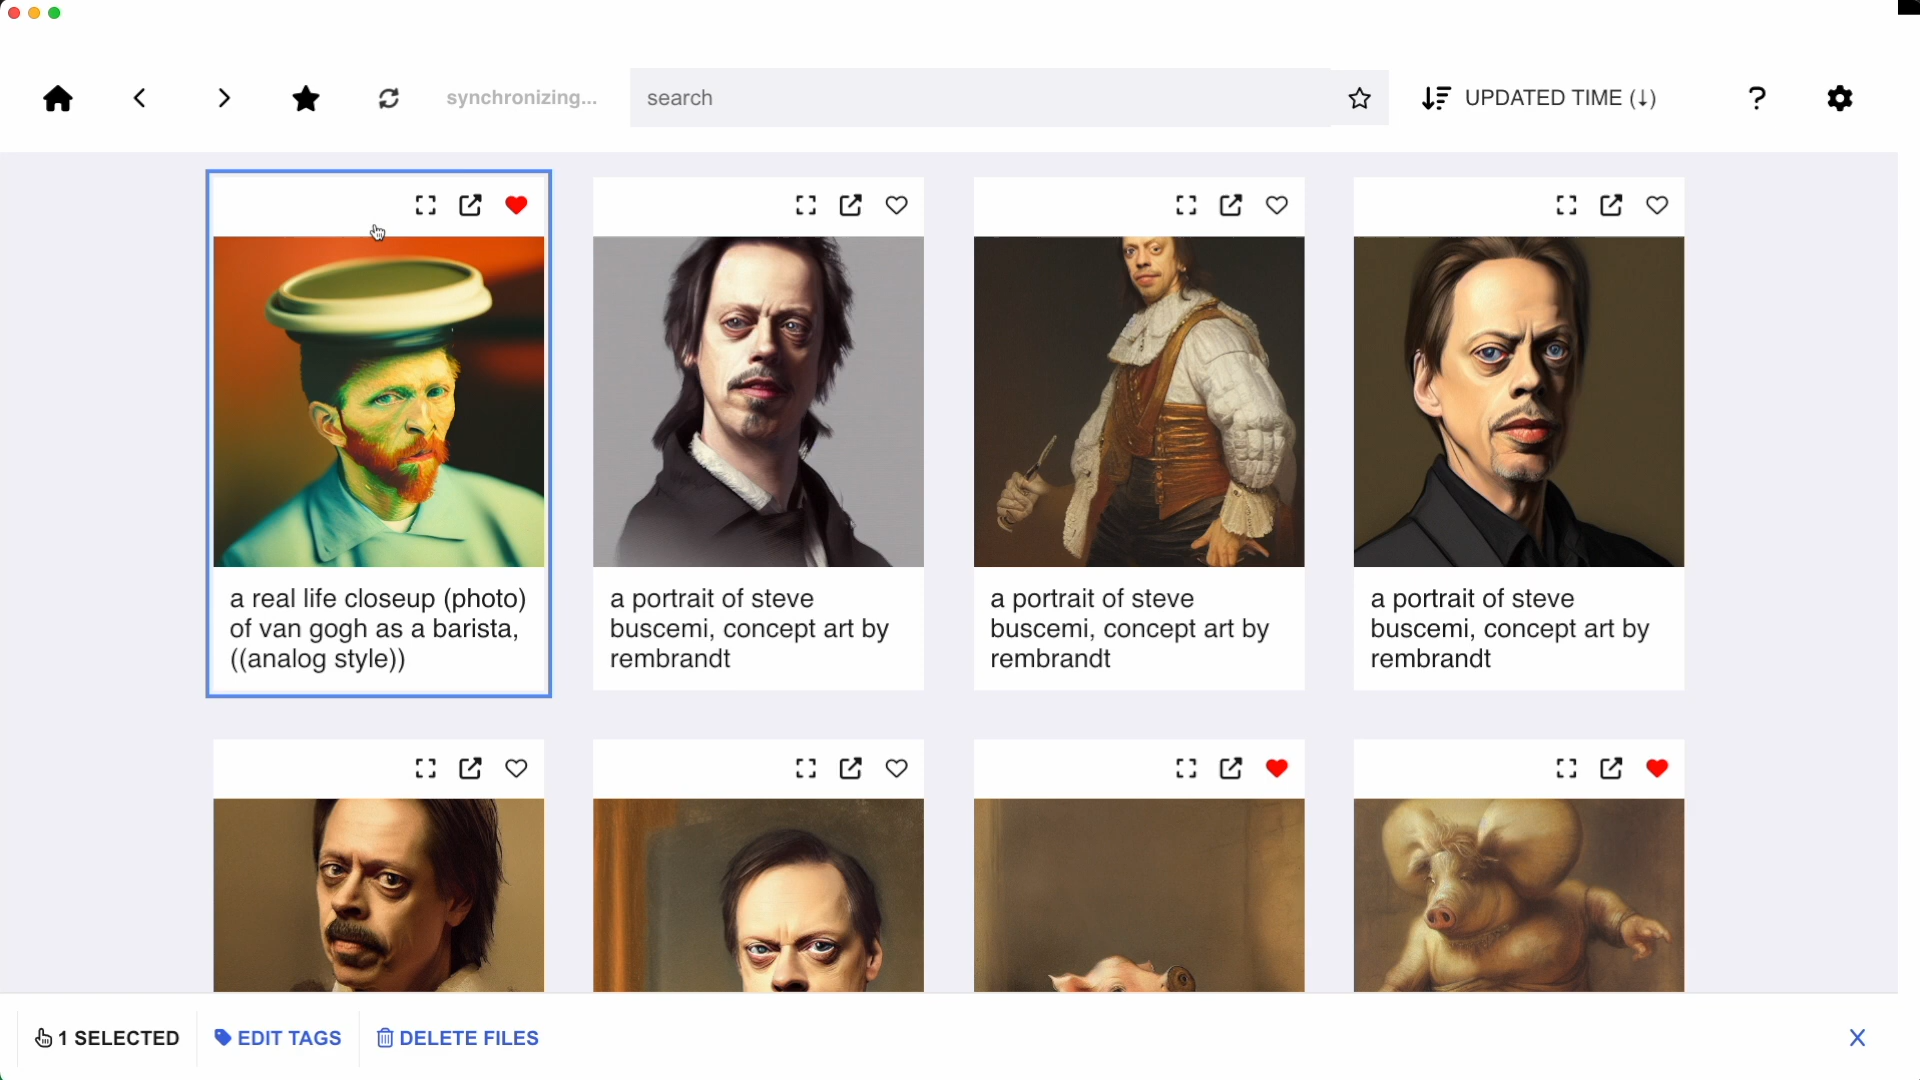 synchronizing...
search
UPDATED TIME (↓)
?
a real life closeup (photo)
of van gogh as a barista,
((analog style))
a portrait of steve
buscemi, concept art by
rembrandt
a portrait of steve
buscemi, concept art by
rembrandt
a portrait of steve
buscemi, concept art by
rembrandt
1 SELECTED
EDIT TAGS
DELETE FILES
X